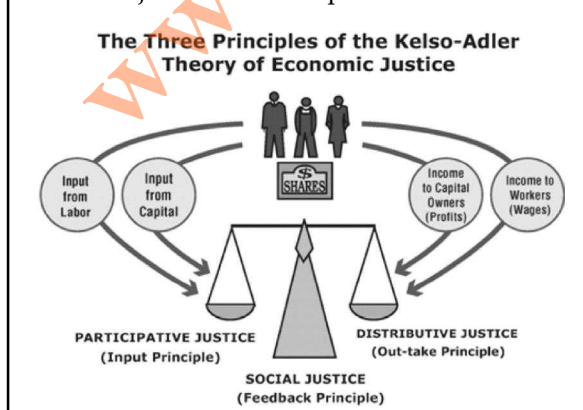 The Three Principles of the Kelso-Adler
Theory of Economic Justice
$
SHARES
Input
from
Labor
Input
from
Capital
Income
to Capital
Owners
(Profits)
Income to
Workers
(Wages)
PARTICIPATIVE JUSTICE
(Input Principle)
DISTRIBUTIVE JUSTICE
(Out-take Principle)
SOCIAL JUSTICE
(Feedback Principle)